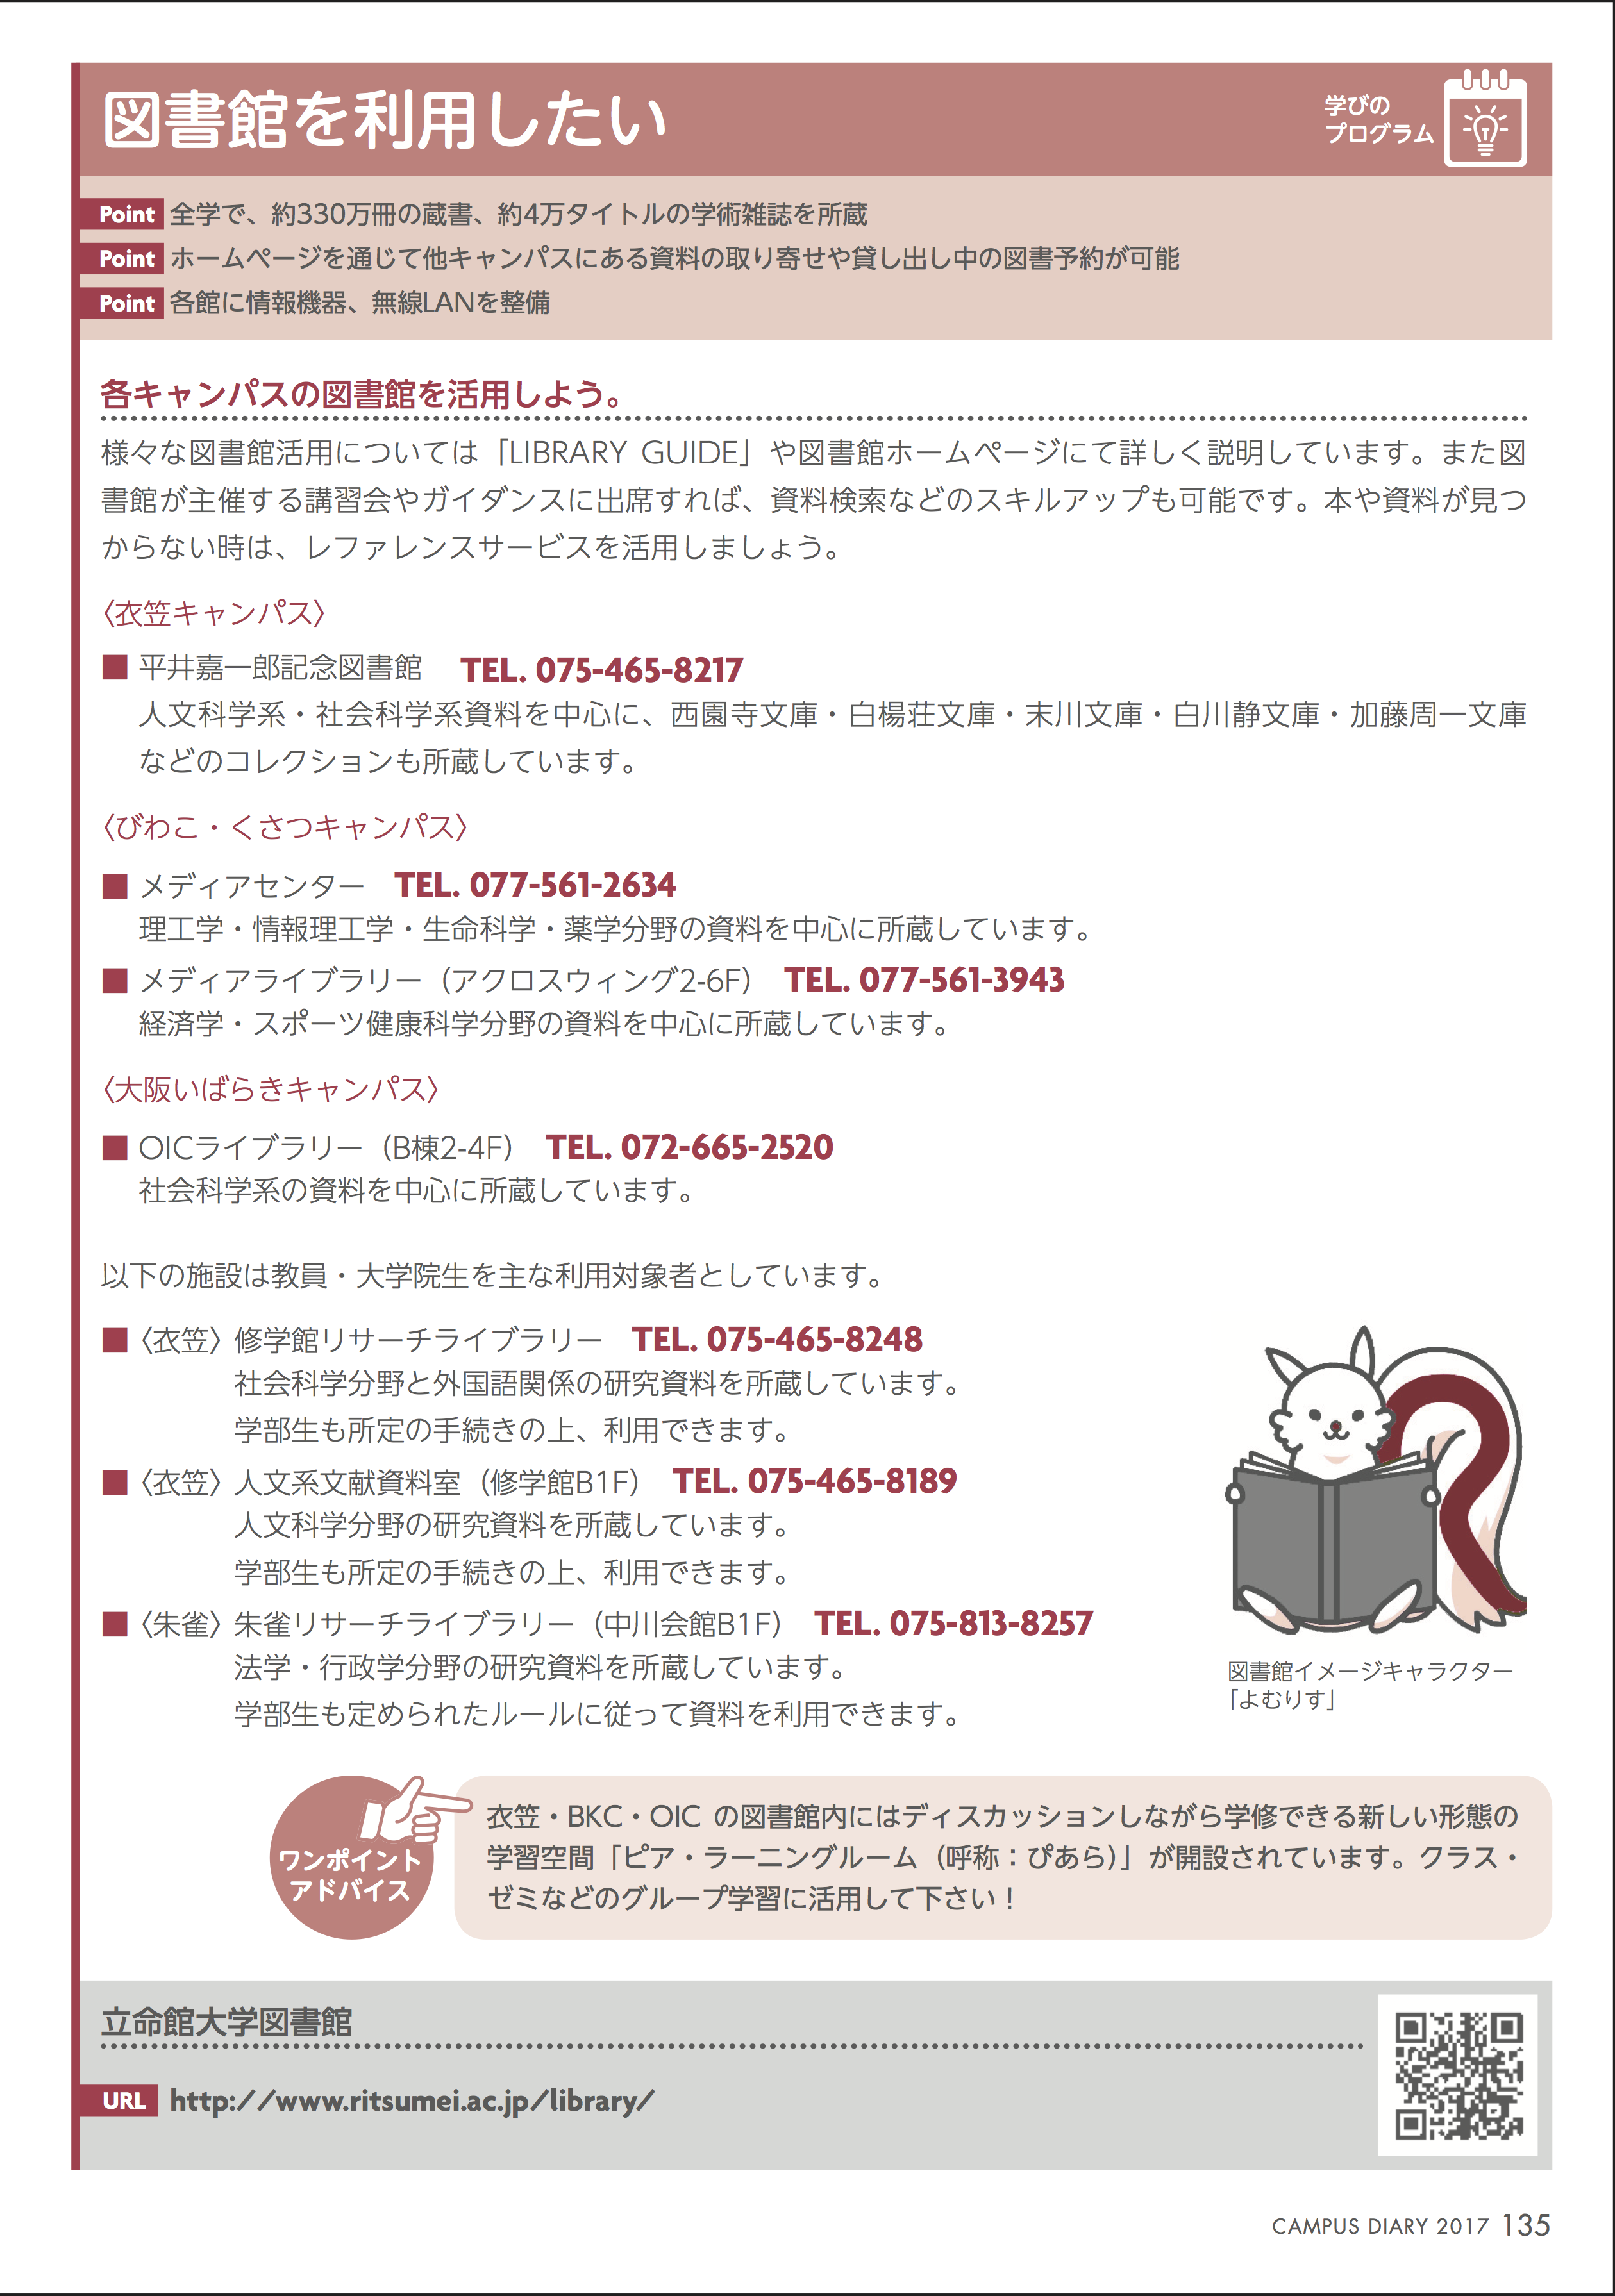 図書館を利用したい
学びの
プログラム
Point 全学で、約330万冊の蔵書、約4万タイトルの学術雑誌を所蔵
Point ホームページを通じて他キャンパスにある資料の取り寄せや貸し出し中の図書予約が可能
Point 各館に情報機器、無線LANを整備
各キャンパスの図書館を活用しよう。
様々な図書館活用については「LIBRARY GUIDE」や図書館ホームページにて詳しく説明しています。また図
書館が主催する講習会やガイダンスに出席すれば、資料検索などのスキルアップも可能です。本や資料が見つ
からない時は、レファレンスサービスを活用しましょう。
〈衣笠キャンパス〉
■ 平井嘉一郎記念図書館 TEL. 075-465-8217
人文科学系・社会科学系資料を中心に、西園寺文庫・白楊荘文庫・末川文庫・白川静文庫・加藤周一文庫
などのコレクションも所蔵しています。
〈びわこ・くさつキャンパス〉
■ メディアセンター TEL. 077-561-2634
理工学・情報理工学・生命科学・薬学分野の資料を中心に所蔵しています。
■ メディアライブラリー（アクロスウィング2-6F） TEL. 077-561-3943
経済学・スポーツ健康科学分野の資料を中心に所蔵しています。
〈大阪いばらきキャンパス〉
■ OICライブラリー（B棟2-4F） TEL. 072-665-2520
社会科学系の資料を中心に所蔵しています。
以下の施設は教員・大学院生を主な利用対象者としています。
■〈衣笠〉修学館リサーチライブラリー TEL. 075-465-8248
社会科学分野と外国語関係の研究資料を所蔵しています。
学部生も所定の手続きの上、利用できます。
■〈衣笠〉人文系文献資料室（修学館B1F） TEL. 075-465-8189
人文科学分野の研究資料を所蔵しています。
学部生も所定の手続きの上、利用できます。
■〈朱雀〉朱雀リサーチライブラリー（中川会館B1F） TEL. 075-813-8257
法学・行政学分野の研究資料を所蔵しています。
学部生も定められたルールに従って資料を利用できます。
図書館イメージキャラクター
「よむりす」
ワンポイント
アドバイス
衣笠・BKC・OIC の図書館内にはディスカッションしながら学修できる新しい形態の
学習空間「ピア・ラーニングルーム（呼称：ぴあら）」が開設されています。クラス・
ゼミなどのグループ学習に活用して下さい！
立命館大学図書館
URL http://www.ritsumei.ac.jp/library/
CAMPUS DIARY 2017 135